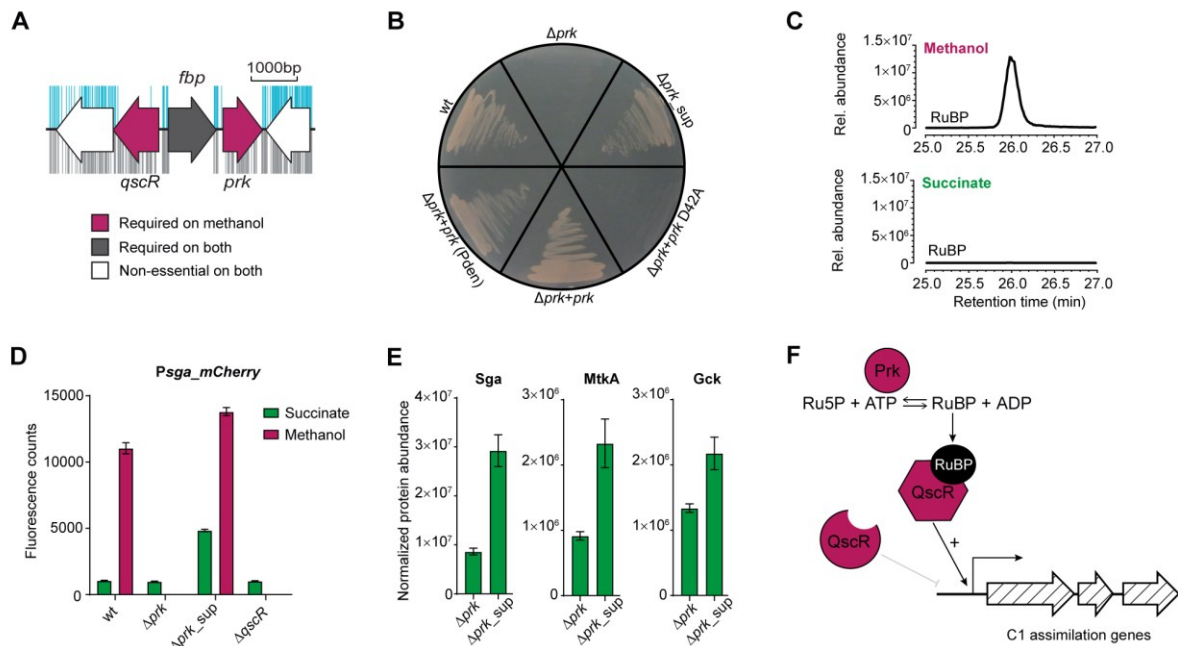 A
1000bp
fbp
qscR
prk
Required on methanol
Required on both
Non-essential on both
B
Δprk
Δprk_sup
Δprk+prk D42A
Δprk+prk
Δprk+prk (Pden)
wt
C
Methanol
Rel. abundance
1.5×10⁷
1.0×10⁷
5×10⁶
0
RuBP
25.0 25.5 26.0 26.5 27.0
Succinate
Rel. abundance
1.5×10⁷
1.0×10⁷
5×10⁶
0
RuBP
25.0 25.5 26.0 26.5 27.0
Retention time (min)
D
Psga_mCherry
Fluorescence counts
15000
10000
5000
0
Succinate
Methanol
wt
Δprk
Δprk_sup
ΔqscR
E
Normalized protein abundance
Sga
4×10⁷
3×10⁷
2×10⁷
1×10⁷
0
Δprk
Δprk_sup
MtkA
3×10⁶
2×10⁶
1×10⁶
0
Δprk
Δprk_sup
Gck
3×10⁶
2×10⁶
1×10⁶
0
Δprk
Δprk_sup
F
Prk
Ru5P + ATP ⇌ RuBP + ADP
RuBP
QscR
QscR
+
C1 assimilation genes